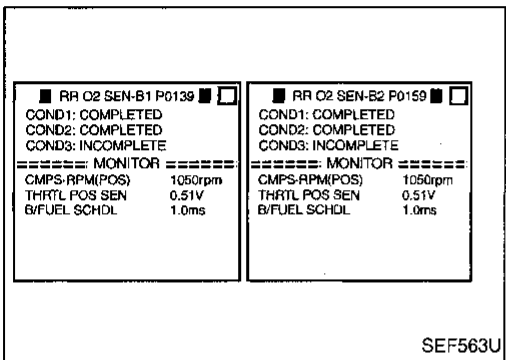 RR O2 SEN-B1 P0139
COND1: COMPLETED
COND2: COMPLETED
COND3: INCOMPLETE
====== MONITOR ======
CMPS·RPM(POS) 1050rpm
THRTL POS SEN 0.51V
B/FUEL SCHDL 1.0ms
RR O2 SEN-B2 P0159
COND1: COMPLETED
COND2: COMPLETED
COND3: INCOMPLETE
====== MONITOR ======
CMPS·RPM(POS) 1050rpm
THRTL POS SEN 0.51V
B/FUEL SCHDL 1.0ms
SEF563U